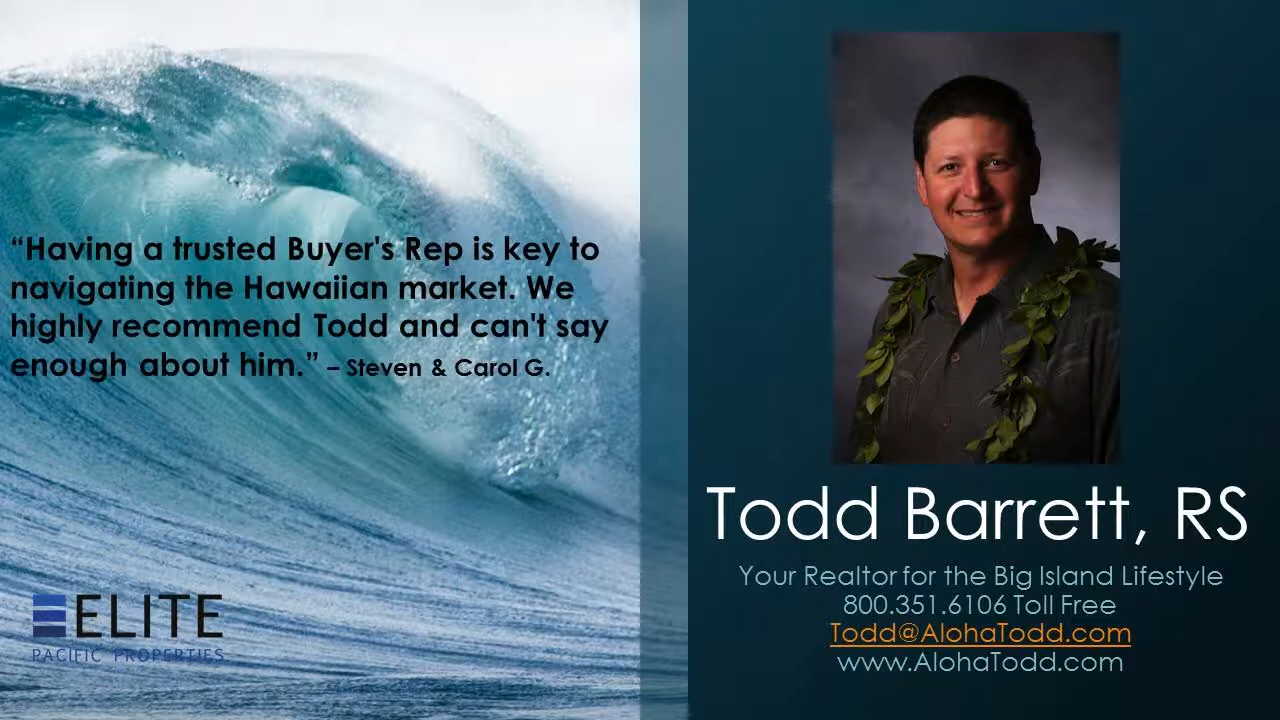 “Having a trusted Buyer's Rep is key to
navigating the Hawaiian market. We
highly recommend Todd and can't say
enough about him.” – Steven & Carol G.
ELITE
PACIFIC PROPERTIES
Todd Barrett, RS
Your Realtor for the Big Island Lifestyle
800.351.6106 Toll Free
Todd@AlohaTodd.com
www.AlohaTodd.com